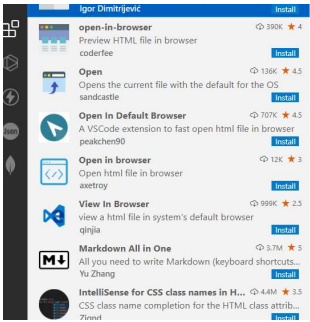 Igor Dimitrijević
Install
open-in-browser 390K ★ 4
Preview HTML file in browser
coderfee Install
Open 136K ★ 4.5
Opens the current file with the default for the OS
sandcastle Install
Open In Default Browser 707K ★ 4.5
A VSCode extension to fast open html file in browser
peakchen90 Install
Open in browser 12K ★ 3
Open html file in browser
axetroy Install
View In Browser 999K ★ 2.5
view a html file in system's default browser
qinjia Install
Markdown All in One 3.7M ★ 5
All you need to write Markdown (keyboard shortcuts...
Yu Zhang Install
IntelliSense for CSS class names in H... 4.4M ★ 3.5
CSS class name completion for the HTML class attrib...
Zignd Install
Json
M